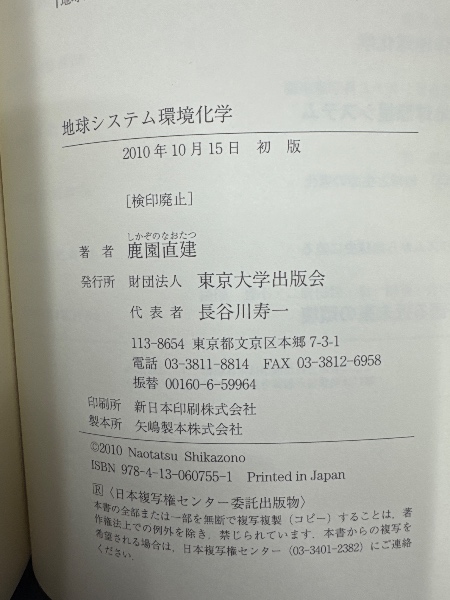 地球システム環境化学
2010年10月15日 初 版
［検印廃止］
しかぞのなおたつ
著 者 鹿園直建
発行所 財団法人 東京大学出版会
代表者 長谷川寿一
113-8654 東京都文京区本郷 7-3-1
電話 03-3811-8814 FAX 03-3812-6958
振替 00160-6-59964
印刷所 新日本印刷株式会社
製本所 矢嶋製本株式会社
©2010 Naotatsu Shikazono
ISBN 978-4-13-060755-1 Printed in Japan
Ⓡ〈日本複写権センター委託出版物〉
本書の全部または一部を無断で複写複製（コピー）することは，著
作権法上での例外を除き，禁じられています．本書からの複写を
希望される場合は，日本複写権センター（03-3401-2382）にご連絡
ください．